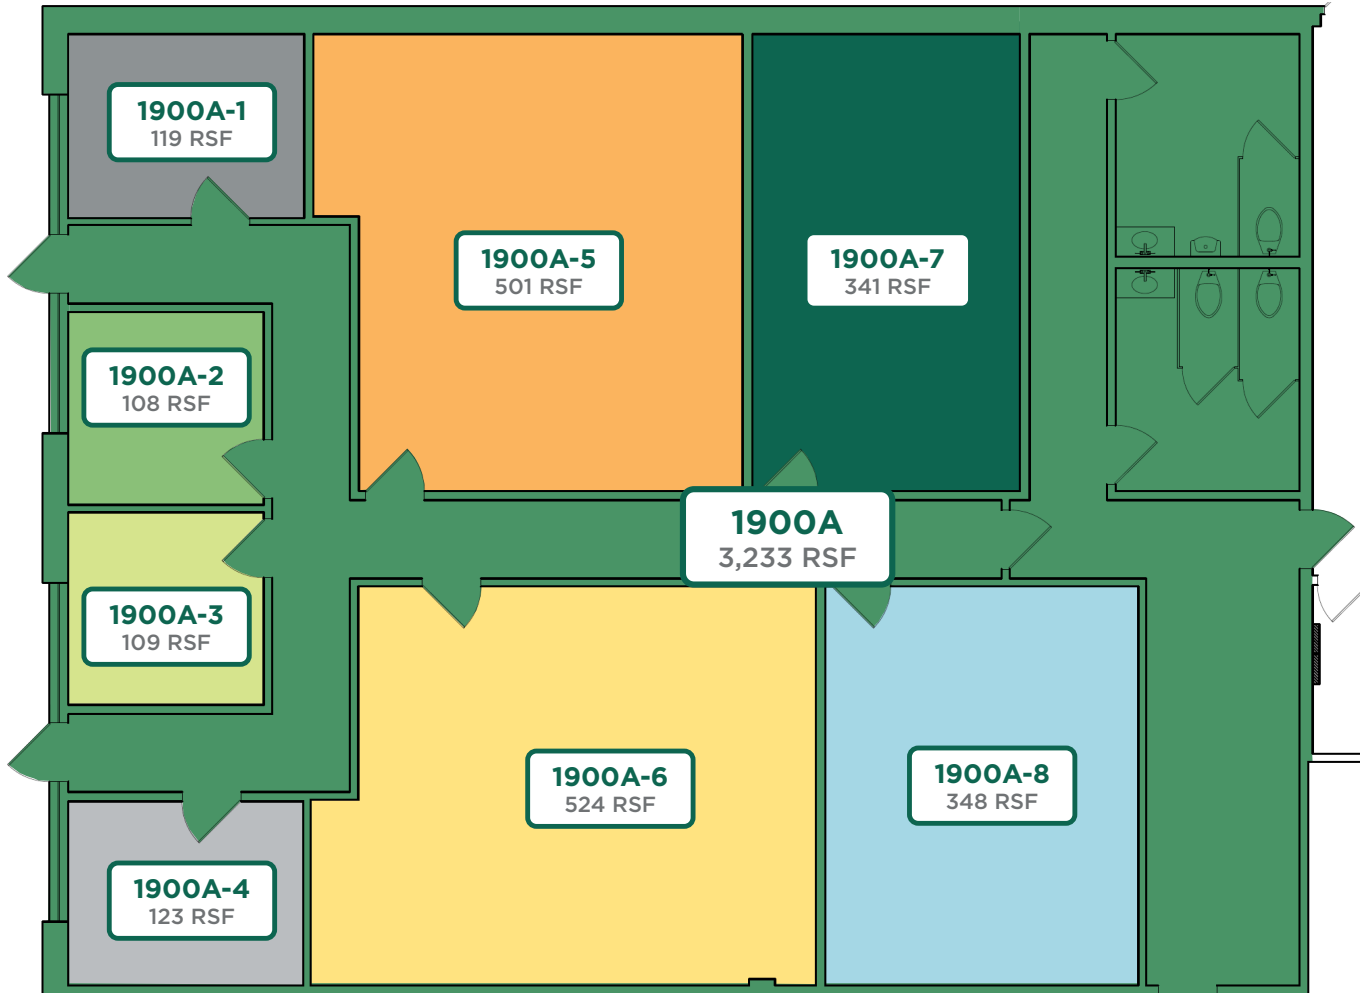 1900A-1
119 RSF
1900A-5
501 RSF
1900A-7
341 RSF
1900A-2
108 RSF
1900A
3,233 RSF
1900A-3
109 RSF
1900A-6
524 RSF
1900A-8
348 RSF
1900A-4
123 RSF